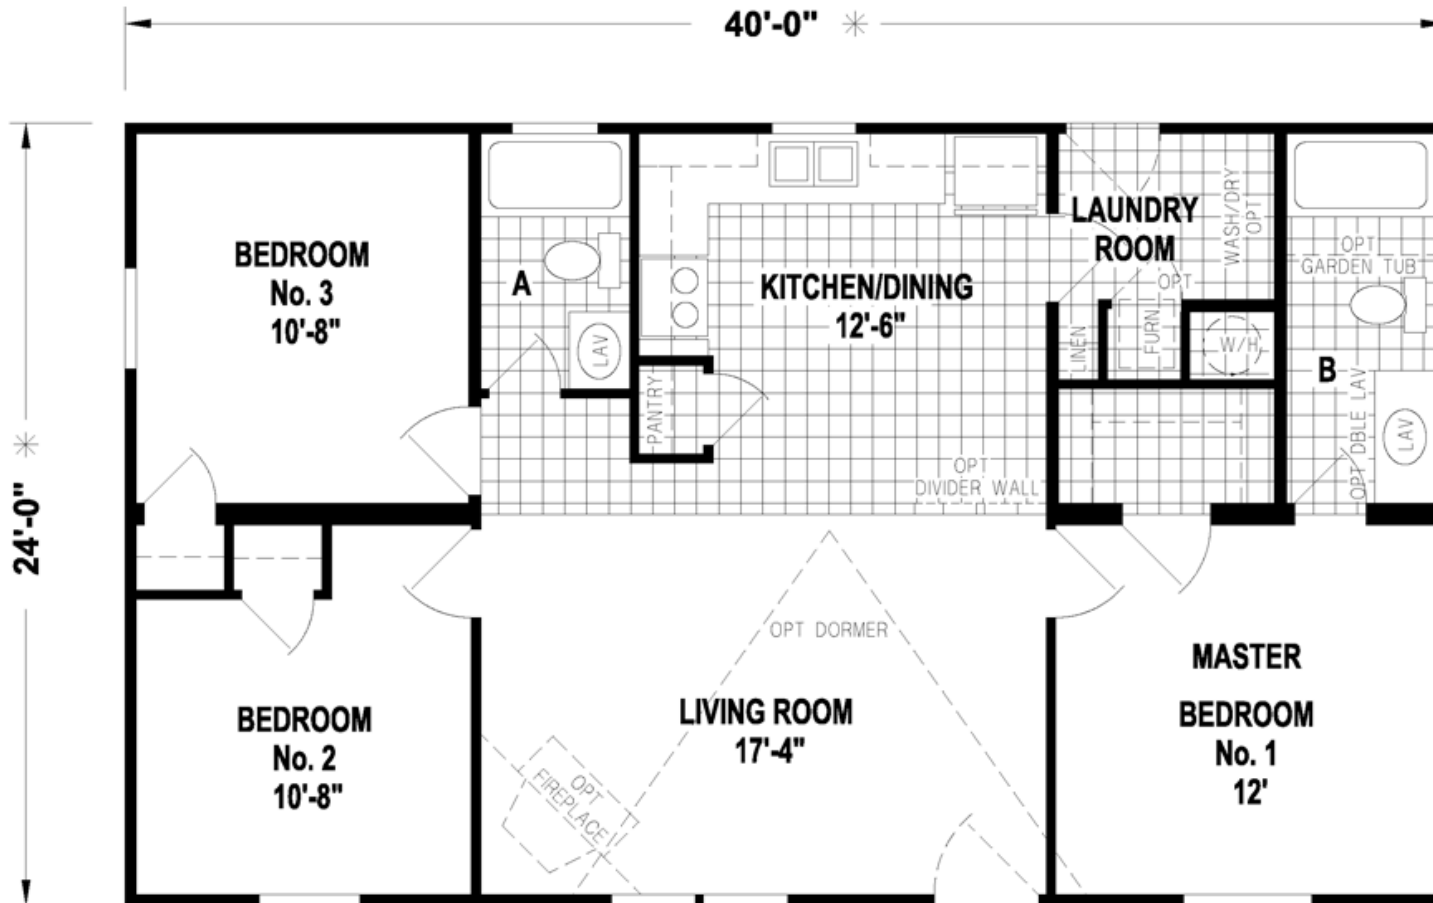 40'-0" *
24'-0" *
BEDROOM
No. 3
10'-8"
A
LAV
KITCHEN/DINING
12'-6"
PANTRY
LAUNDRY
ROOM
WASH/DRY
OPT
OPT
LINEN
FURN
W/H
OPT
GARDEN TUB
B
OPT DBLE LAV
LAV
OPT
DIVIDER WALL
BEDROOM
No. 2
10'-8"
OPT DORMER
LIVING ROOM
17'-4"
OPT
FIREPLACE
MASTER
BEDROOM
No. 1
12'